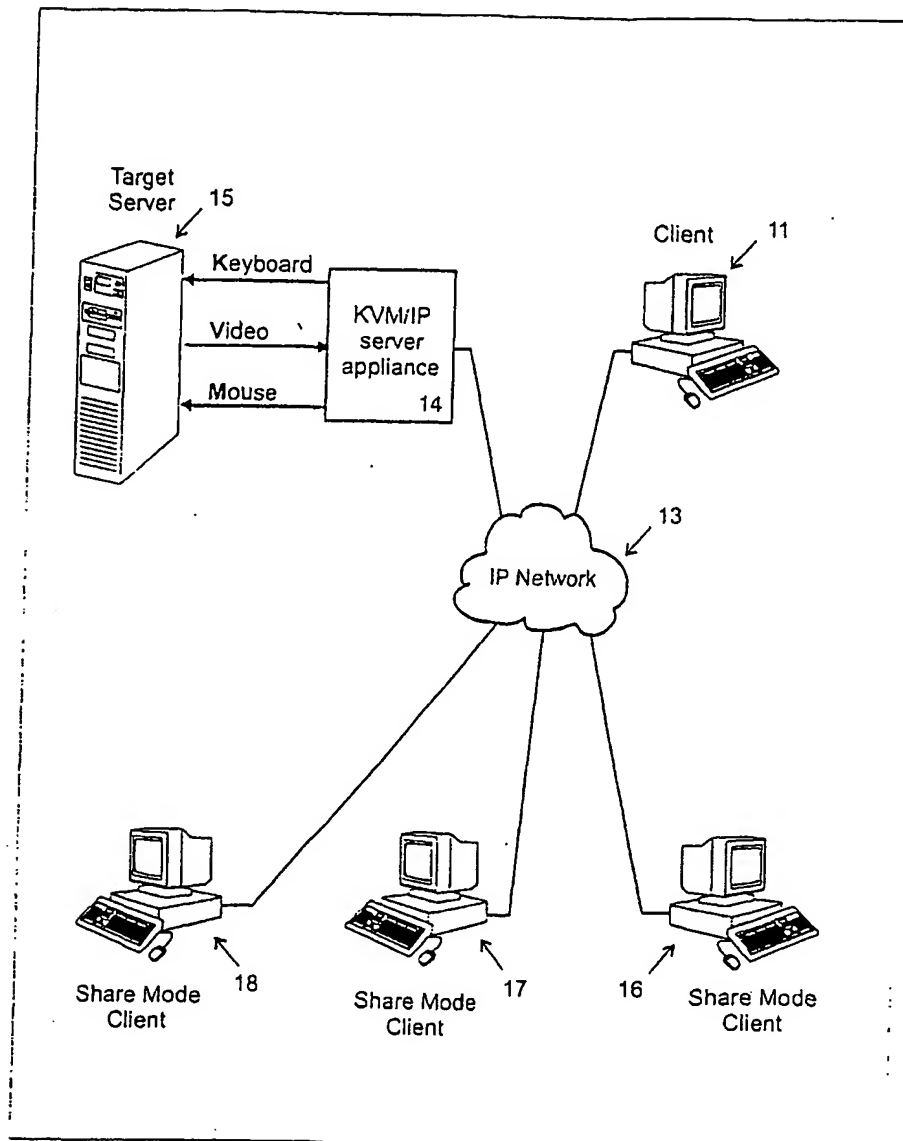 Target
Server
15
Keyboard
Video
Mouse
KVM/IP
server
appliance
14
Client
11
13
IP Network
18
Share Mode
Client
17
Share Mode
Client
16
Share Mode
Client